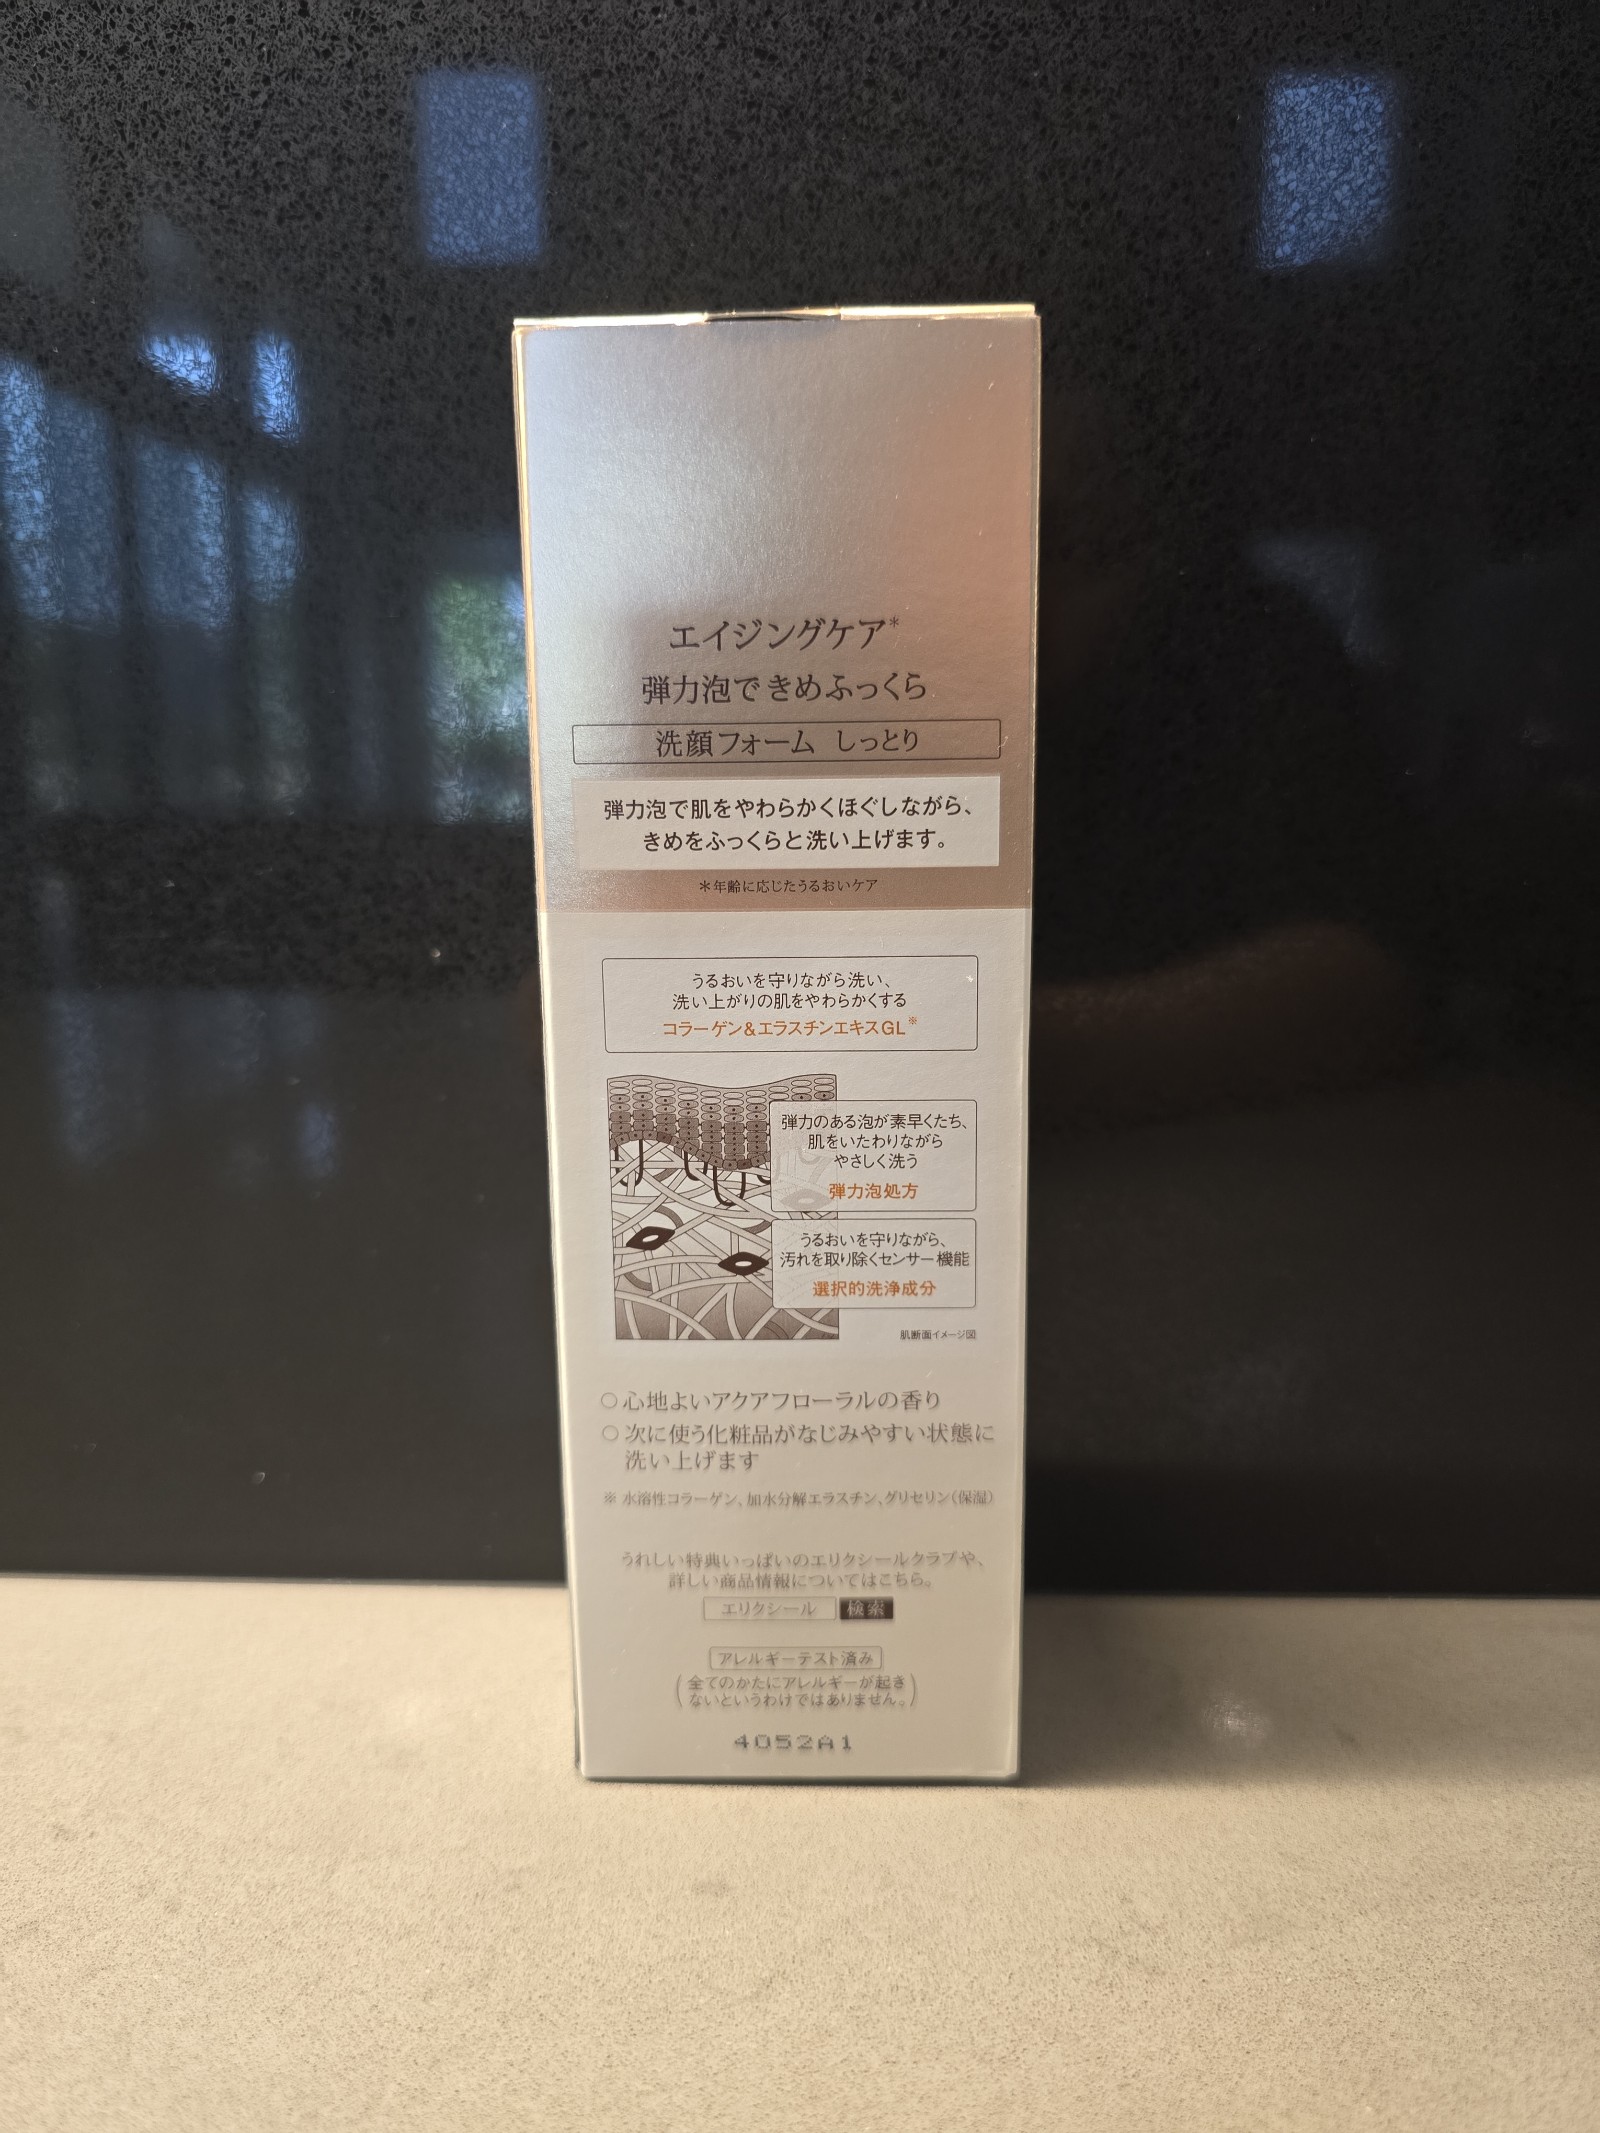 エイジングケア*
弾力泡できめふっくら
洗顔フォーム しっとり
弾力泡で肌をやわらかくほぐしながら、
きめをふっくらと洗い上げます。
*年齢に応じたうるおいケア
うるおいを守りながら洗い、
洗い上がりの肌をやわらかくする
コラーゲン&エラスチンエキスGL※
弾力のある泡が素早くたち、
肌をいたわりながら
やさしく洗う
弾力泡処方
うるおいを守りながら、
汚れを取り除くセンサー機能
選択的洗浄成分
肌断面イメージ図
○心地よいアクアフローラルの香り
○次に使う化粧品がなじみやすい状態に
洗い上げます
※水溶性コラーゲン、加水分解エラスチン、グリセリン(保湿)
うれしい特典いっぱいのエリクシールクラブや、
詳しい商品情報についてはこちら。
エリクシール 検索
アレルギーテスト済み
(全てのかたにアレルギーが起き
ないというわけではありません。)
4052A1